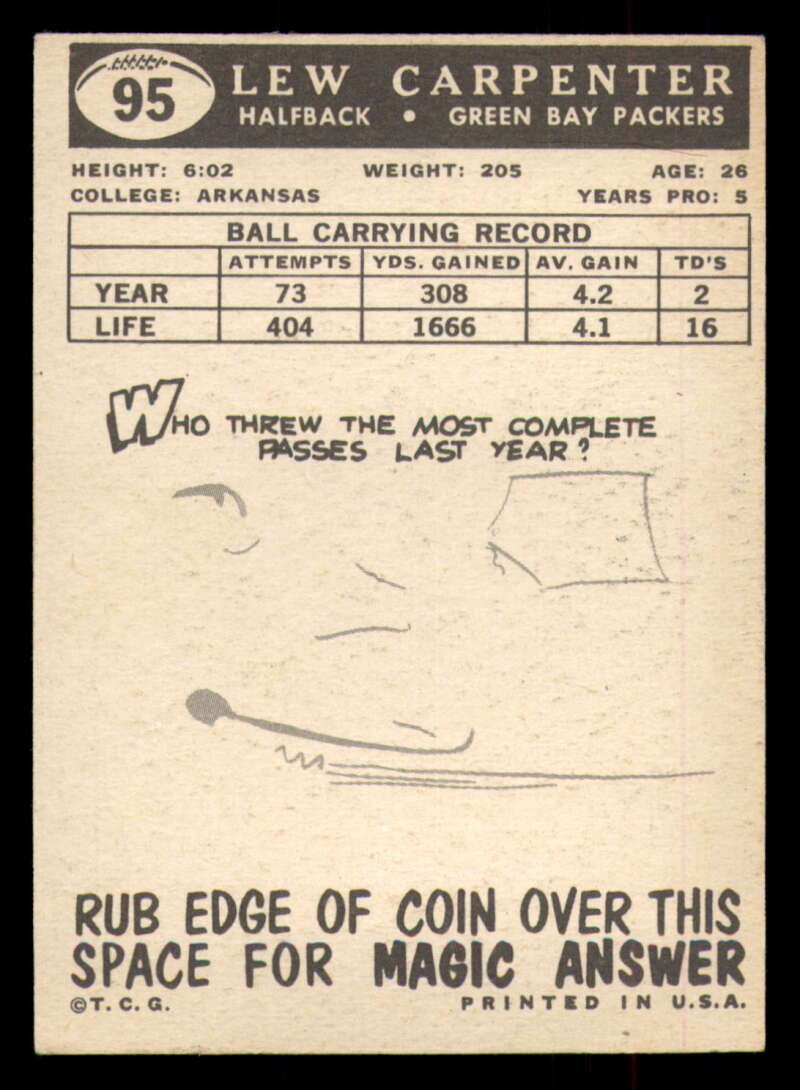 95
LEW CARPENTER
HALFBACK • GREEN BAY PACKERS
HEIGHT: 6:02 WEIGHT: 205 AGE: 26
COLLEGE: ARKANSAS YEARS PRO: 5
BALL CARRYING RECORD
ATTEMPTS YDS. GAINED AV. GAIN TD'S
YEAR 73 308 4.2 2
LIFE 404 1666 4.1 16
WHO THREW THE MOST COMPLETE
PASSES LAST YEAR?
RUB EDGE OF COIN OVER THIS
SPACE FOR MAGIC ANSWER
©T.C.G. PRINTED IN U.S.A.